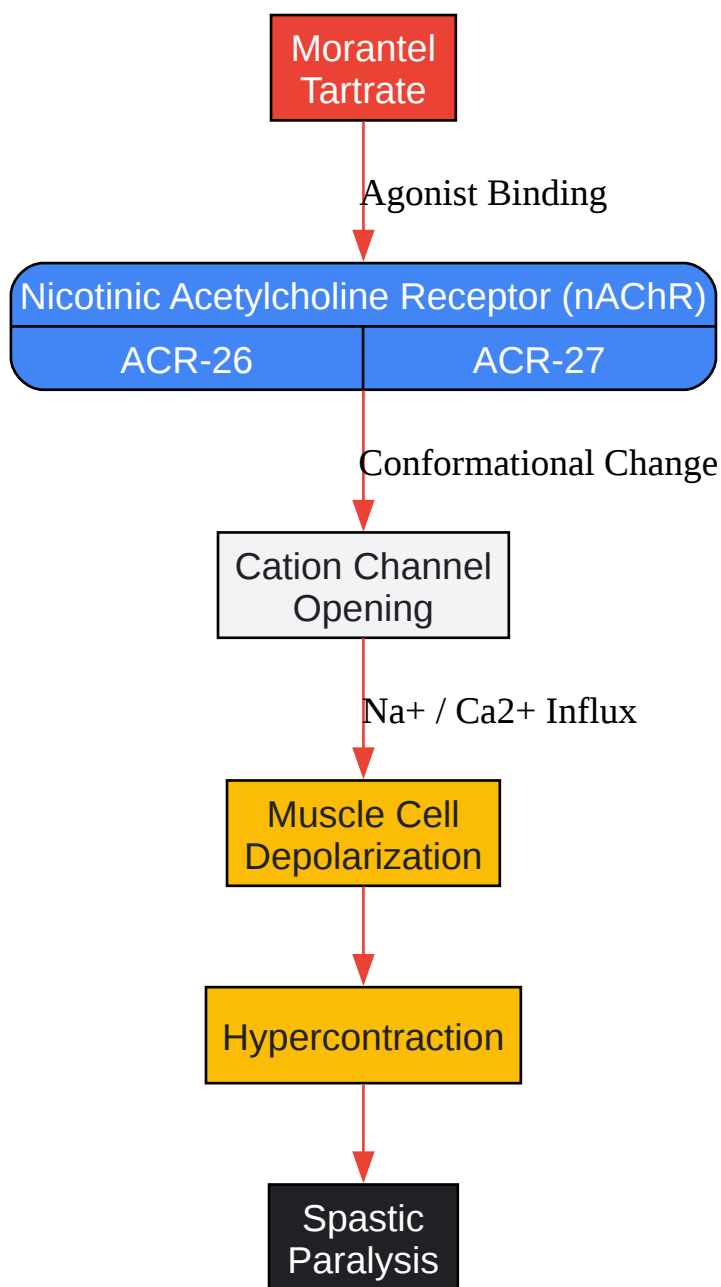 Morantel
Tartrate
Agonist Binding
Nicotinic Acetylcholine Receptor (nAChR)
ACR-26
ACR-27
Conformational Change
Cation Channel
Opening
Na+ / Ca2+ Influx
Muscle Cell
Depolarization
Hypercontraction
Spastic
Paralysis